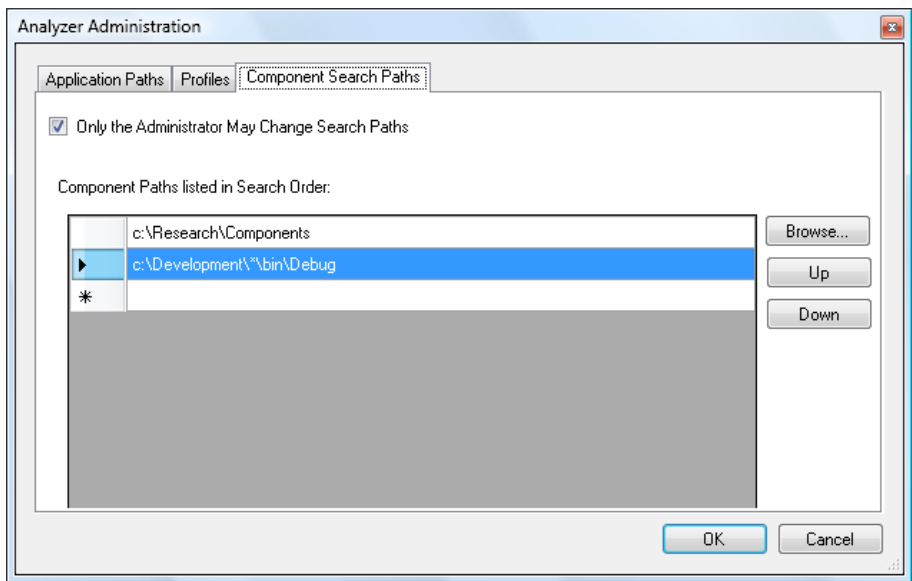 Analyzer Administration
Application Paths Profiles Component Search Paths
Only the Administrator May Change Search Paths
Component Paths listed in Search Order:
c:\Research\Components
Browse...
c:\Development\*\bin\Debug
Up
*
Down
OK Cancel